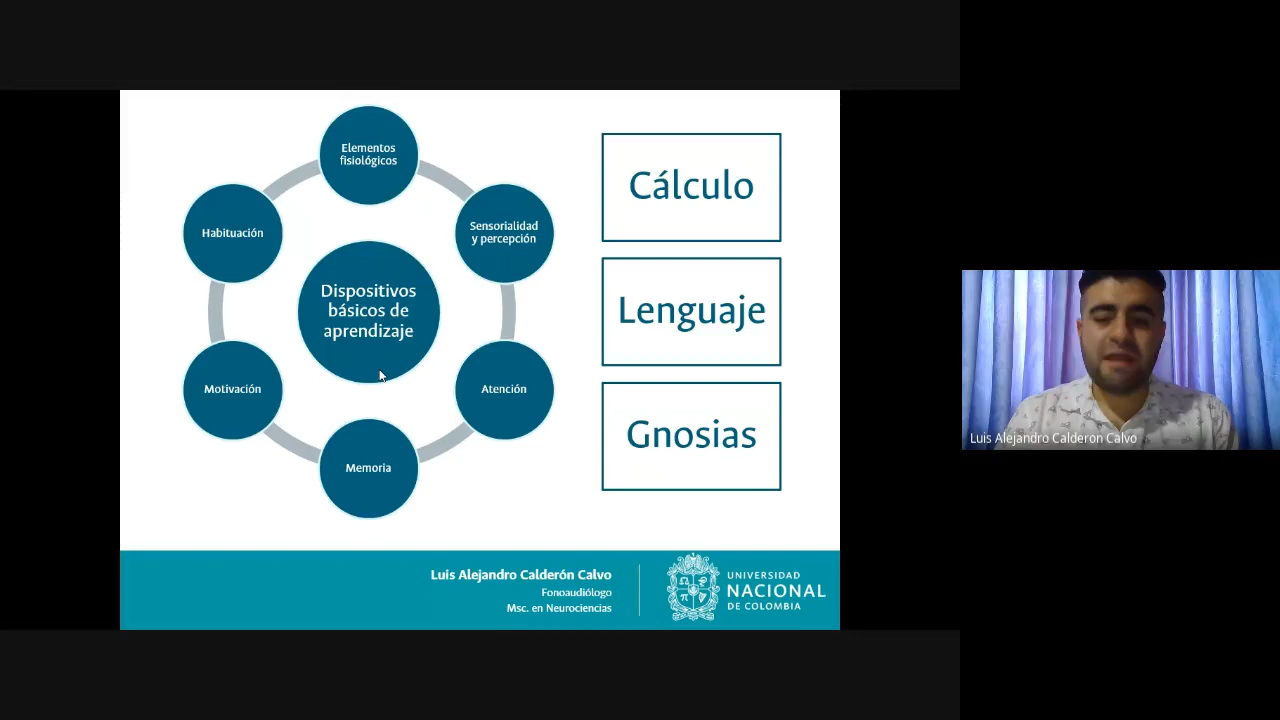 Elementos
fisiológicos
Sensorialidad
y percepción
Habituación
Dispositivos
básicos de
aprendizaje
Motivación
Atención
Memoria
Cálculo
Lenguaje
Gnosias
Luis Alejandro Calderón Calvo
Fonoaudiólogo
Msc. en Neurociencias
UNIVERSIDAD
NACIONAL
DE COLOMBIA
Luis Alejandro Calderon Calvo